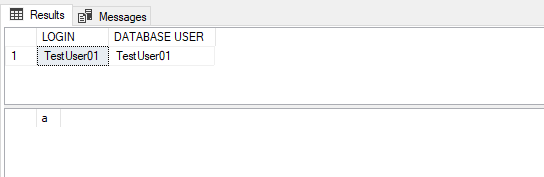 Results Messages
LOGIN DATABASE USER
1 TestUser01 TestUser01
a